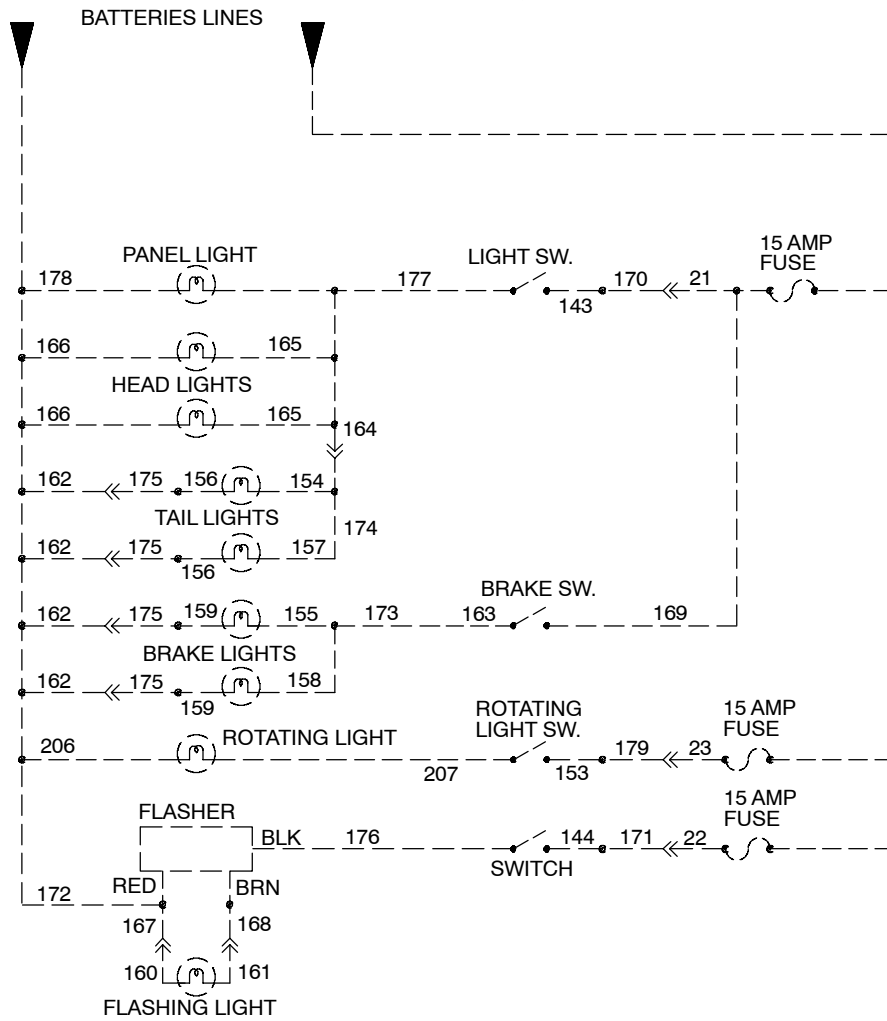 BATTERIES LINES
15 AMP
FUSE
PANEL LIGHT
LIGHT SW.
178
177
170
21
143
166
165
HEAD LIGHTS
166
165
164
162
175
156
154
TAIL LIGHTS
174
162
175
157
156
BRAKE SW.
162
175
159
155
173
163
169
BRAKE LIGHTS
162
175
158
159
ROTATING
LIGHT SW.
15 AMP
FUSE
206
ROTATING LIGHT
179
23
207
153
15 AMP
FUSE
FLASHER
BLK
176
144
171
22
SWITCH
RED
BRN
172
167
168
160
161
FLASHING LIGHT